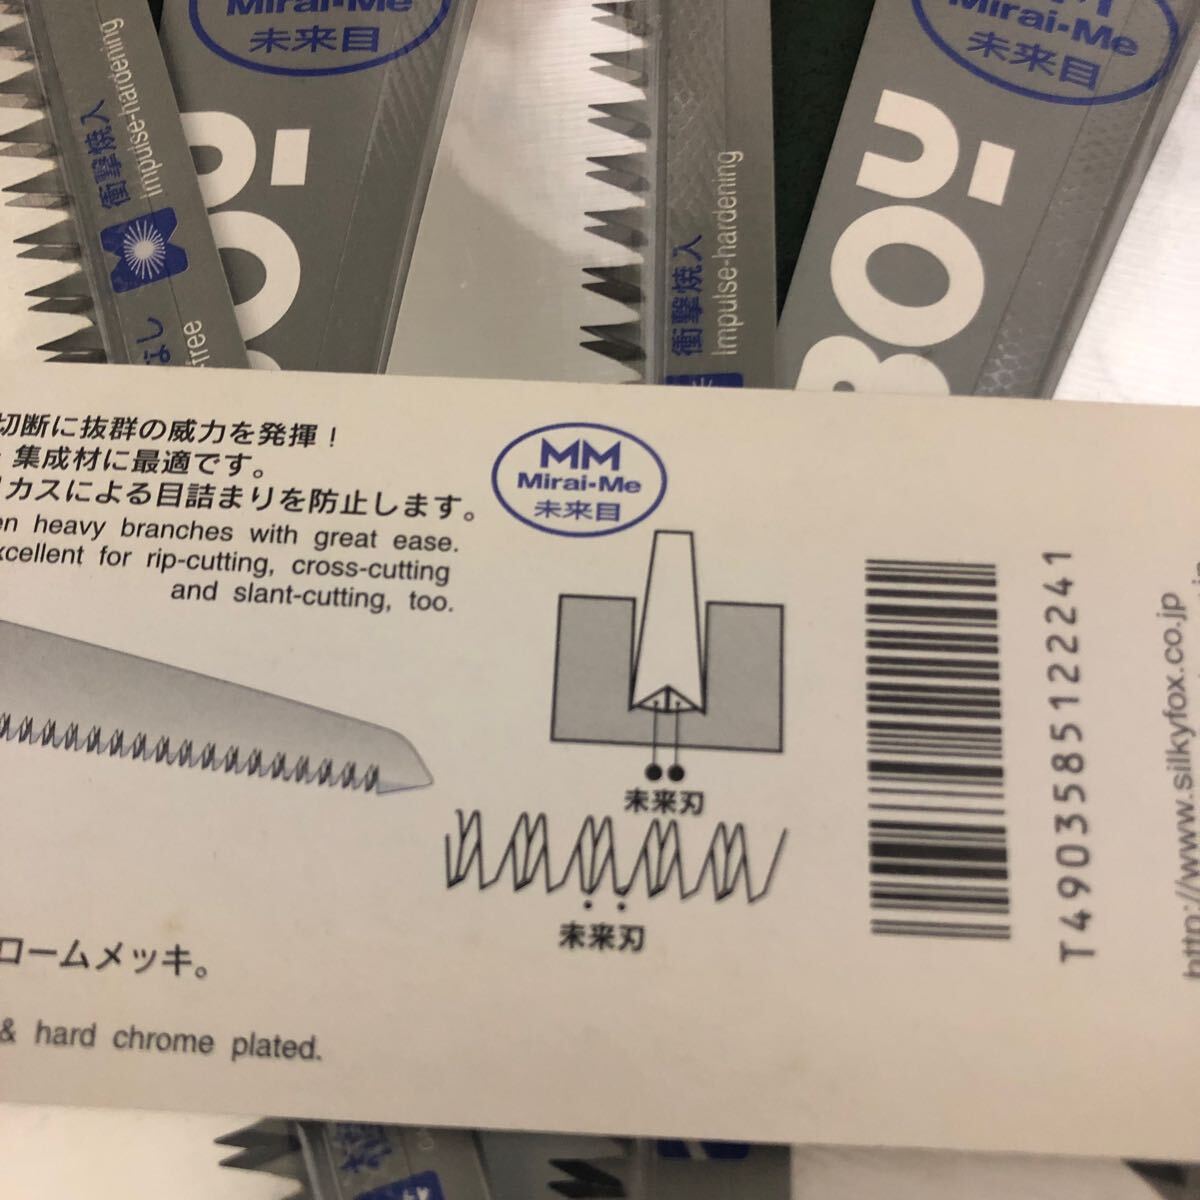 Mirai-Me
未来目
Mirai-Me
未来目
衝撃焼入
Impulse-hardening
なし
-free
衝撃焼入
Impulse-hardening
BOY
BOY
切断に抜群の威力を発揮！
集成材に最適です。
カスによる目詰まりを防止します。
heavy branches with great ease.
excellent for rip-cutting, cross-cutting
and slant-cutting, too.
MM
Mirai-Me
未来目
未来刃
未来刃
ロームメッキ。
& hard chrome plated.
T4903585122241
http://www.silkyfox.co.jp